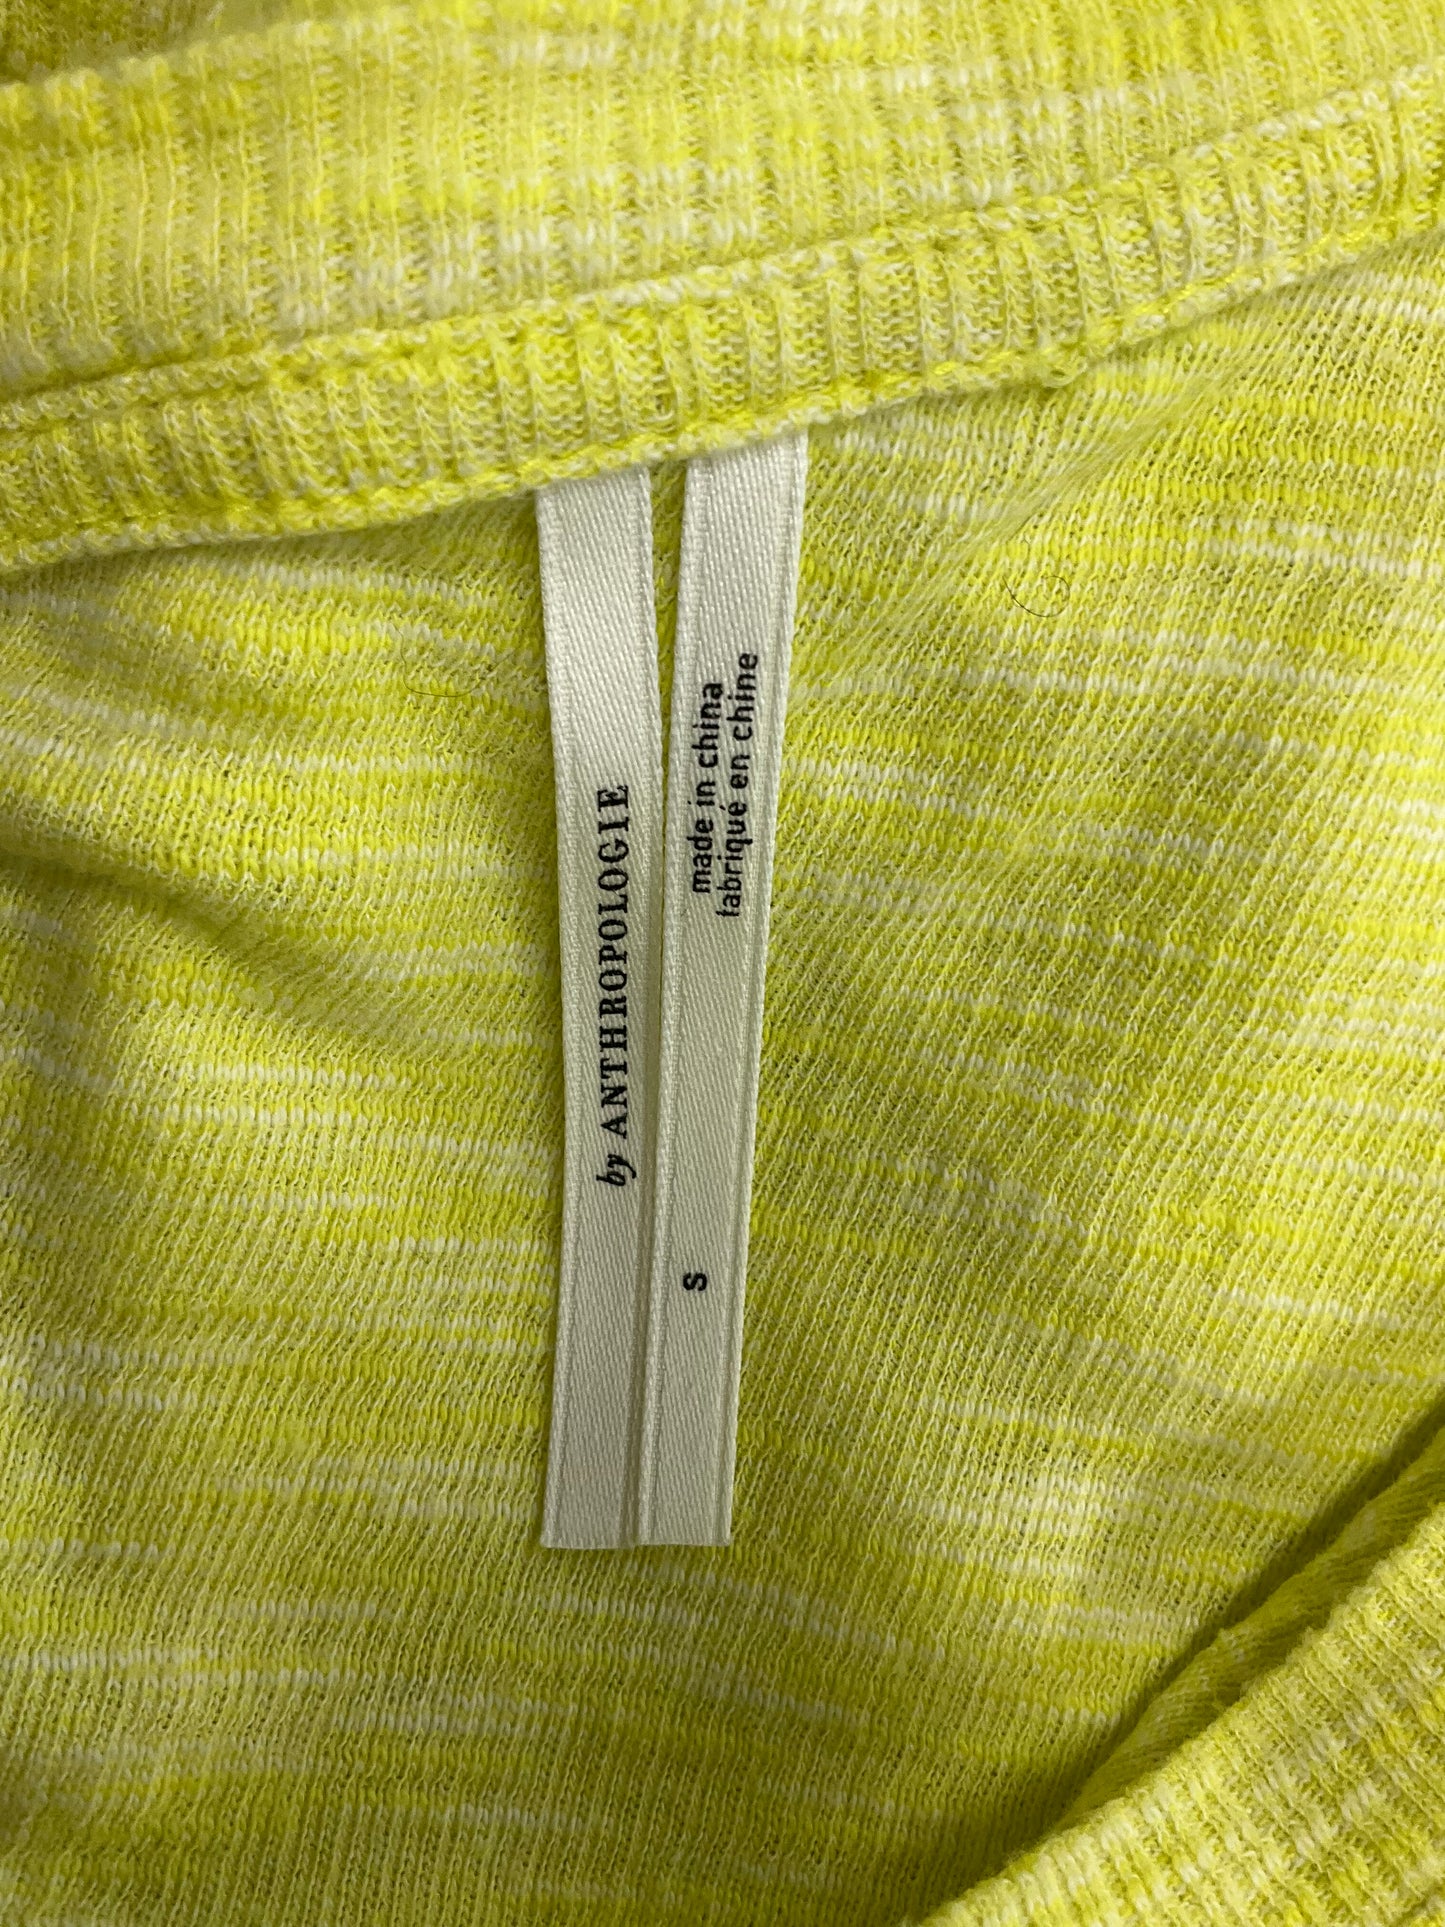 by ANTHROPOLOGIE
made in china
fabriqué en chine
S